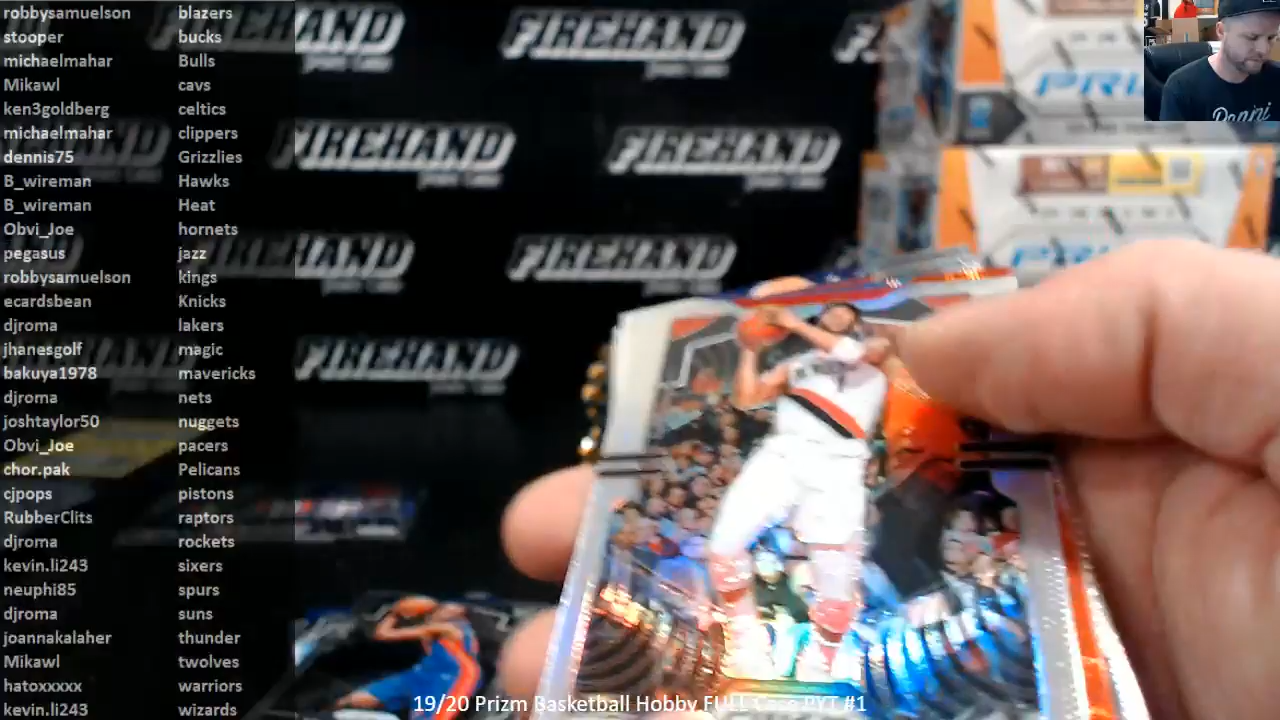 robbysamuelson blazers
stooper bucks
michaelmahar Bulls
Mikawl cavs
ken3goldberg celtics
michaelmahar clippers
dennis75 Grizzlies
B_wireman Hawks
B_wireman Heat
Obvi_Joe hornets
pegasus jazz
robbysamuelson kings
ecardsbean Knicks
djroma lakers
jhanesgolf magic
bakuya1978 mavericks
djroma nets
joshtaylor50 nuggets
Obvi_Joe pacers
chor.pak Pelicans
cjpops pistons
RubberClits raptors
djroma rockets
kevin.li243 sixers
neuphi85 spurs
djroma suns
joannakalaher thunder
Mikawl twolves
hatoxxxxx warriors
kevin.li243 wizards
FIREHAND
FIREHAND
FIREHAND
FIREHAND
FIREHAND
FIREHAND
FIREHAND
19/20 Prizm Basketball Hobby FULL Case PYT #1